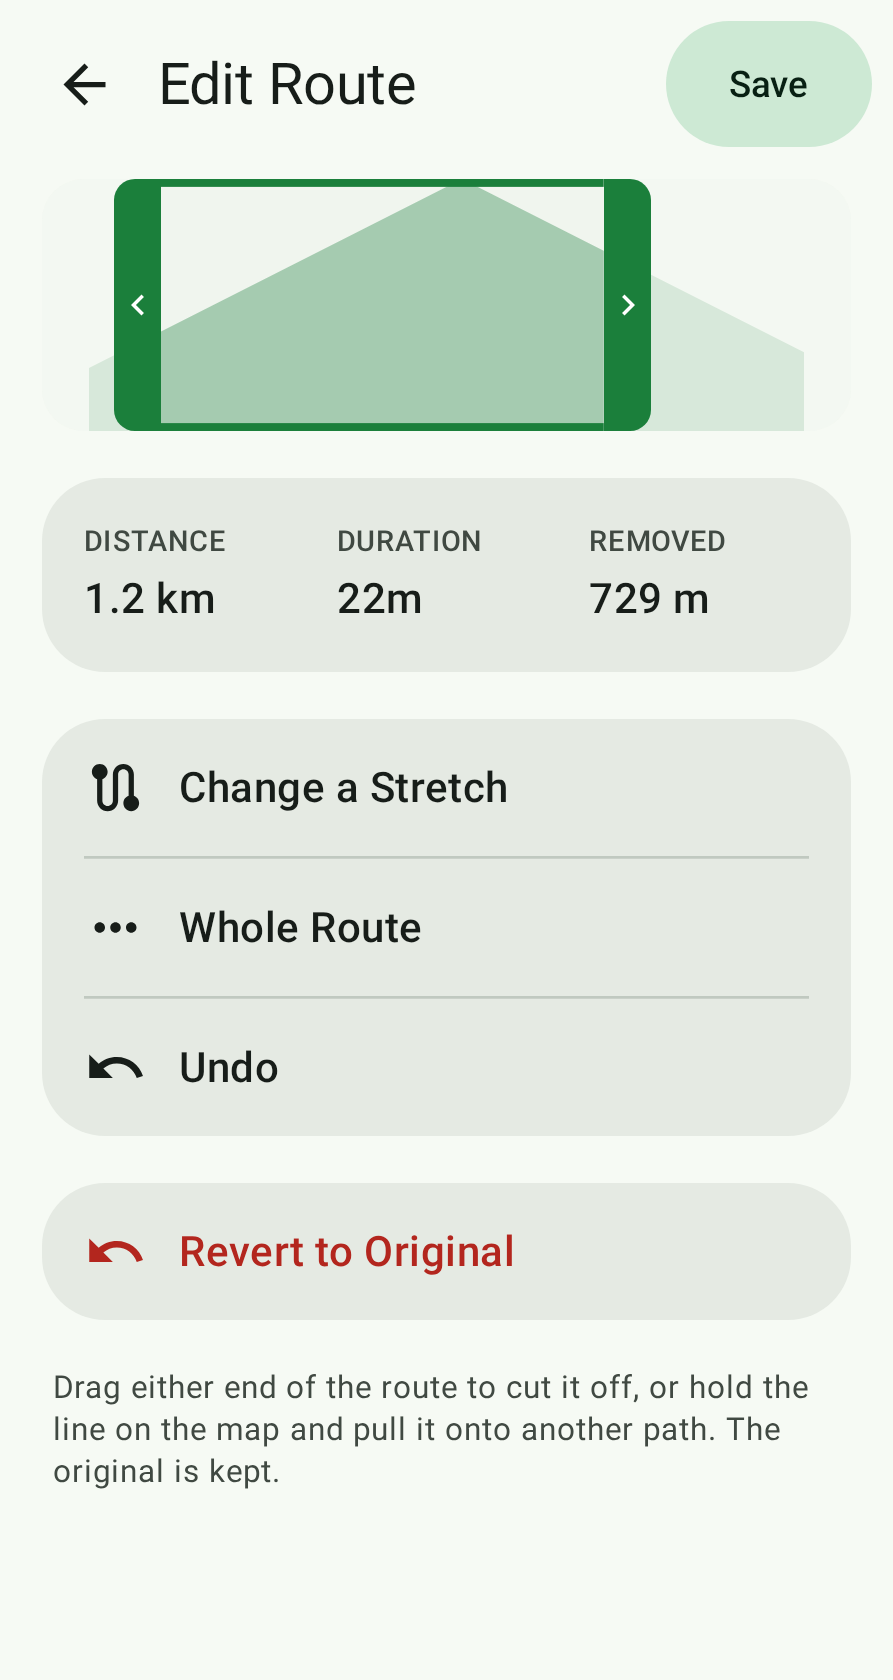 Edit Route
Save
DISTANCE
DURATION
REMOVED
1.2 km
22m
729 m
Change a Stretch
Whole Route
Undo
Revert to Original
Drag either end of the route to cut it off, or hold the
line on the map and pull it onto another path. The
original is kept.